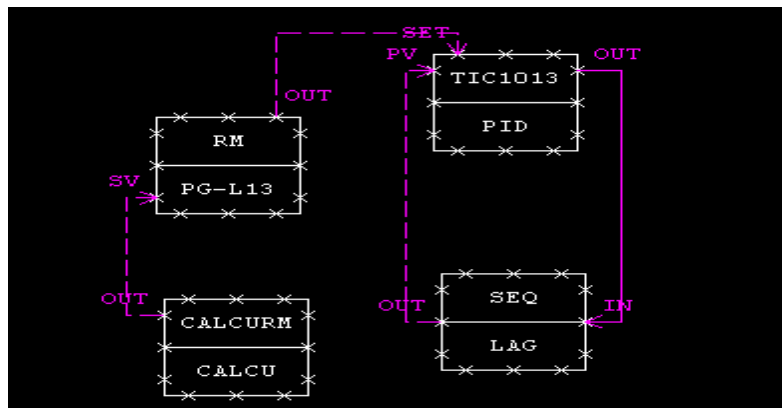 SET
PV
OUT
TIC1013
PID
OUT
RM
PG-L13
SV
OUT
CALCURM
CALCU
OUT
SEQ
LAG
IN